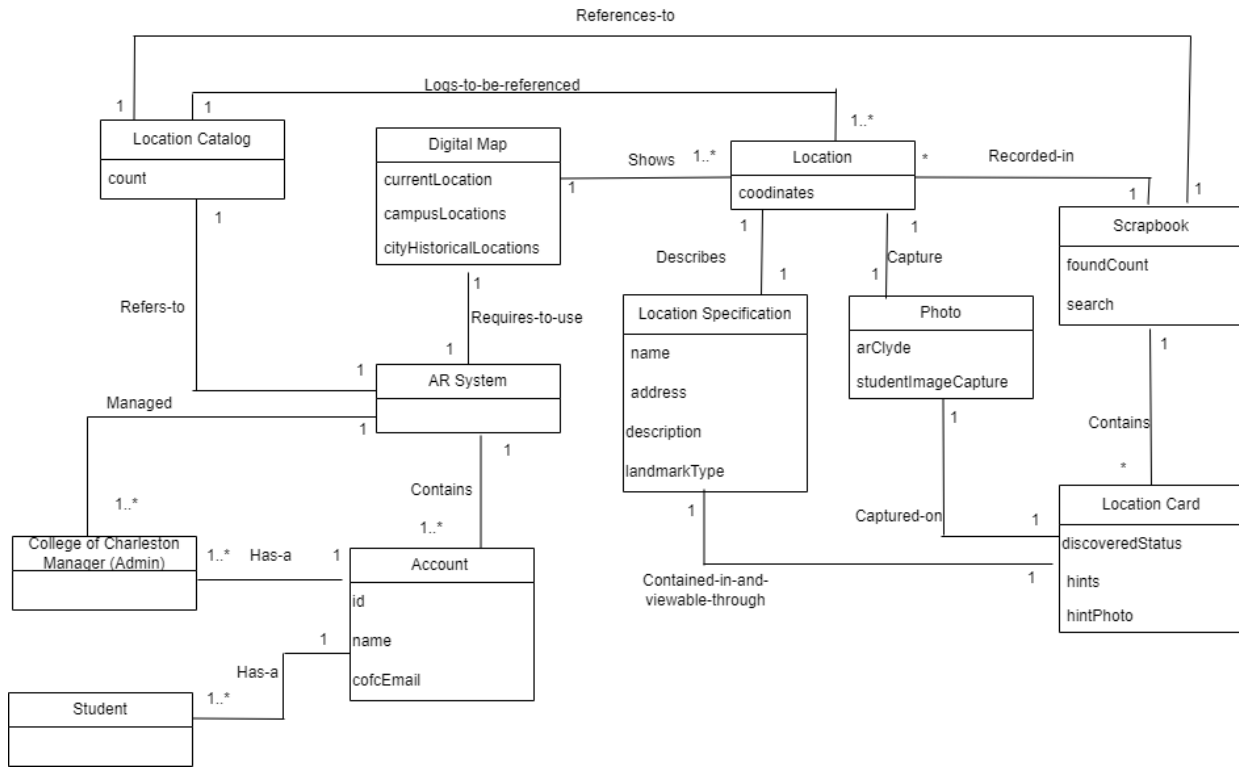 References-to
Logs-to-be-referenced
1
1
1..*
Location Catalog
count
1
Digital Map
currentLocation
campusLocations
cityHistoricalLocations
1
1
Shows
1..*
Location
coodinates
*
Recorded-in
1
1
1
1
Scrapbook
foundCount
search
1
Describes
1
Capture
1
Refers-to
Requires-to-use
1
1
Location Specification
name
address
description
landmarkType
1
Photo
arClyde
studentImageCapture
1
AR System
1
1
Managed
Contains
1..*
1..*
Contains
*
Captured-on
1
Location Card
discoveredStatus
hints
hintPhoto
1
Contained-in-and-
viewable-through
College of Charleston
Manager (Admin)
1..*
Has-a
1
Account
id
name
cofcEmail
1
Has-a
1..*
Student